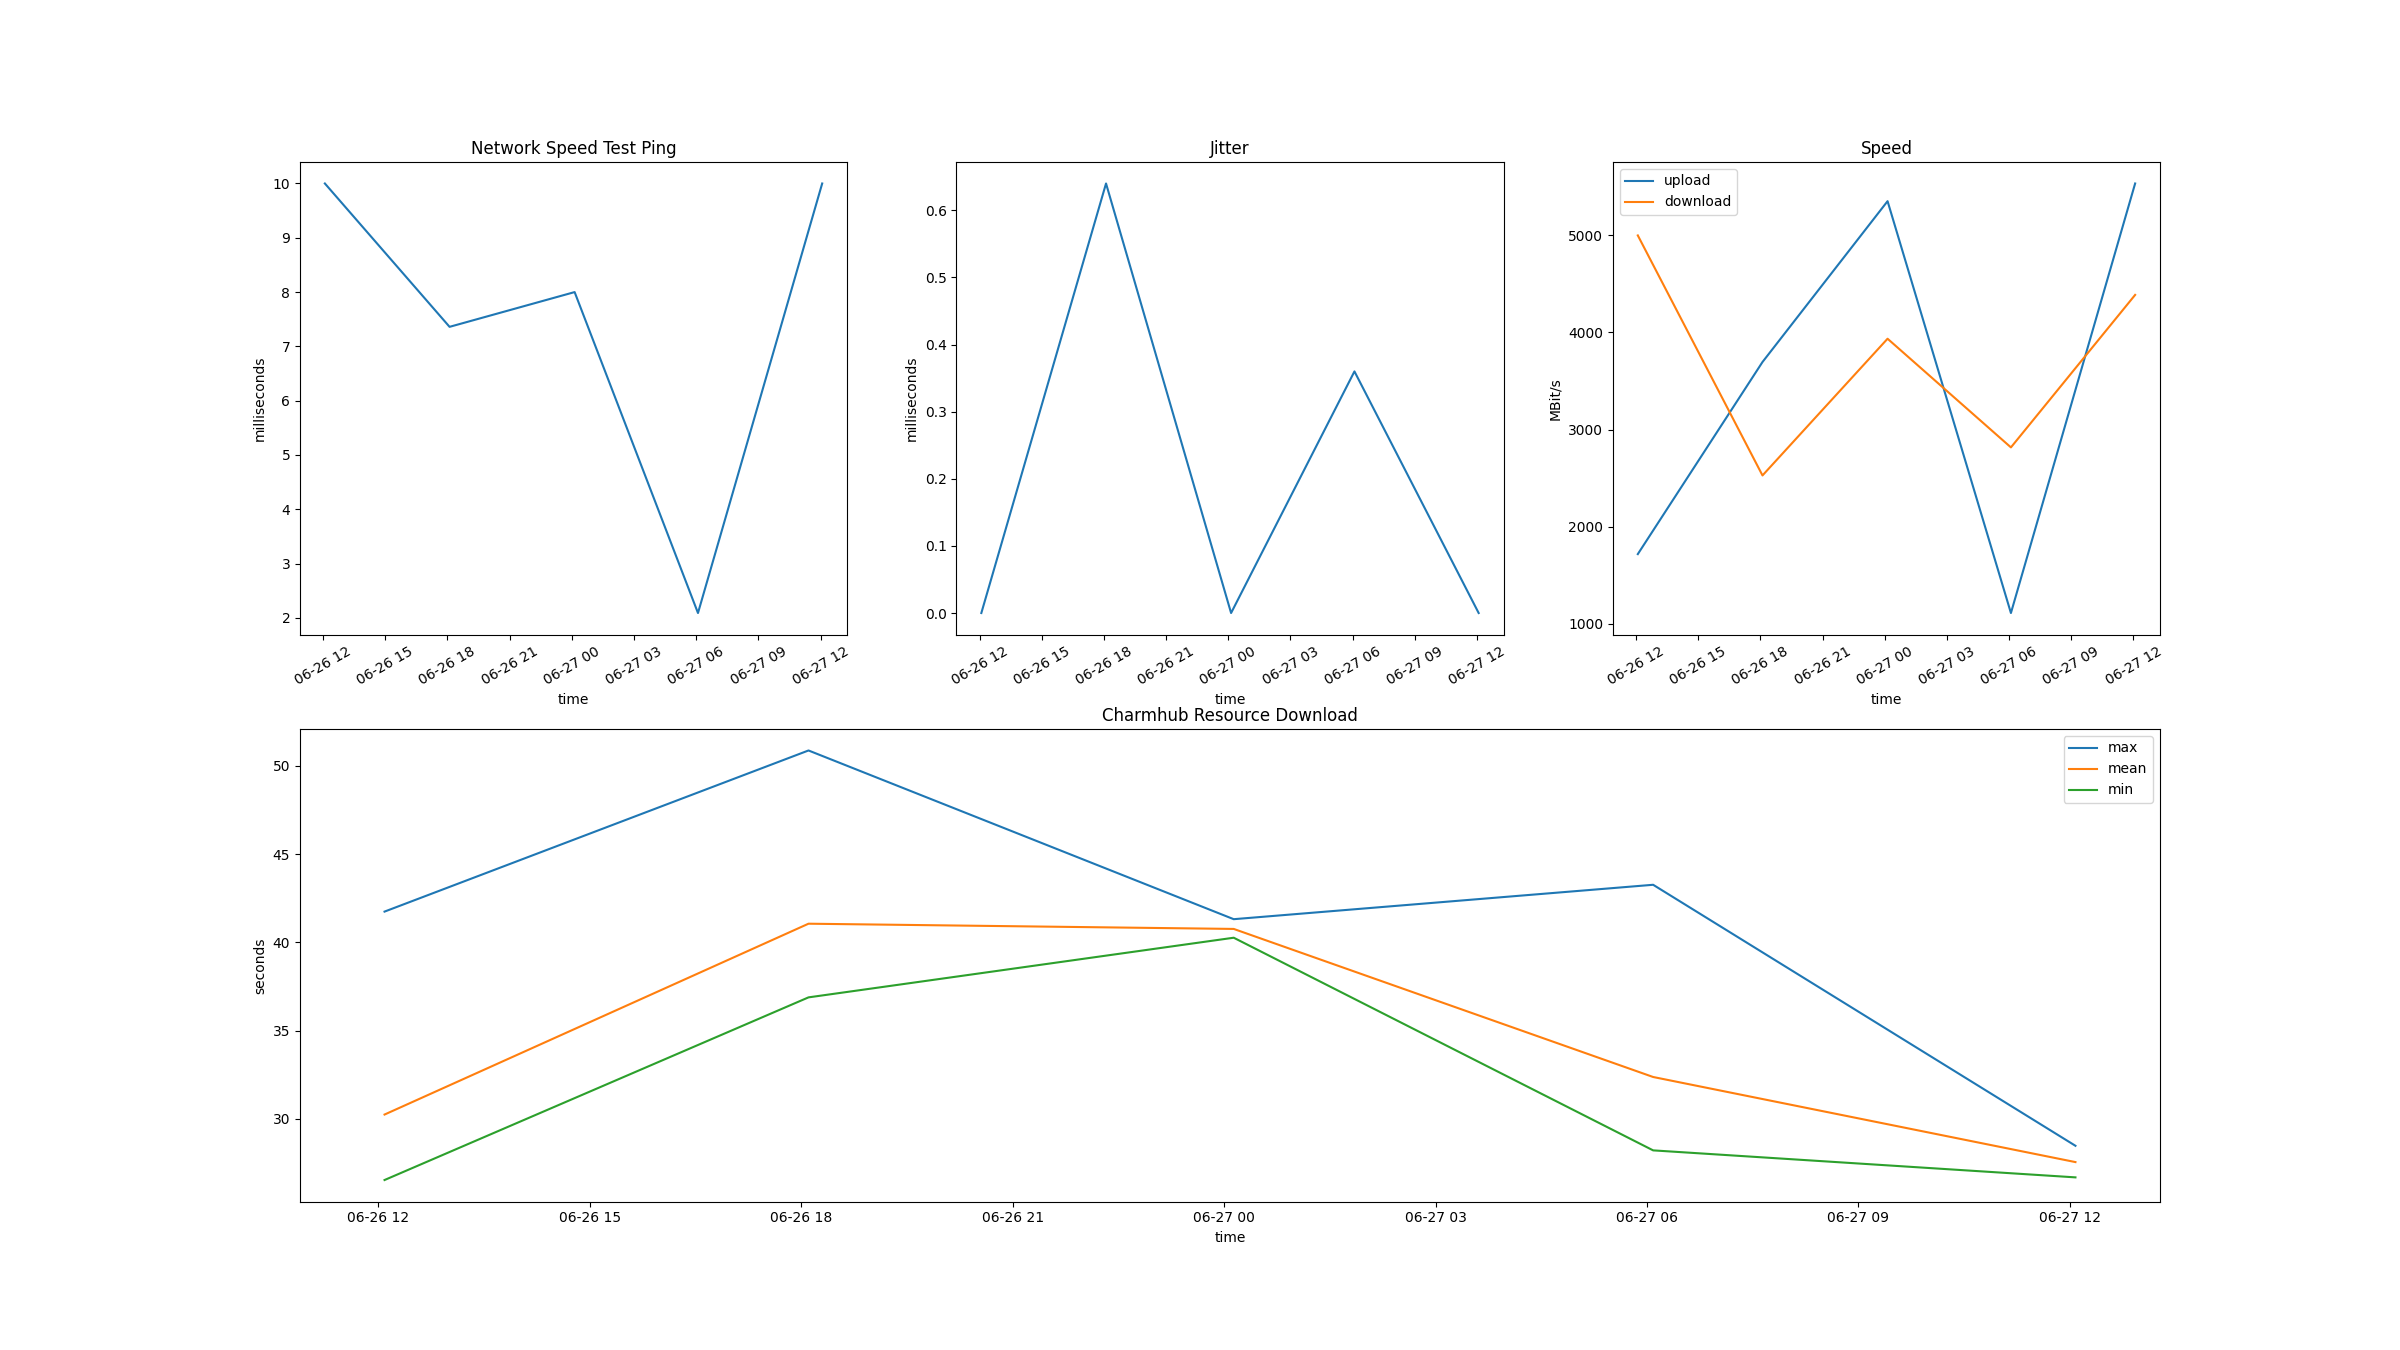 Network Speed Test Ping
10
9
8
7
6
5
4
3
2
milliseconds
06-26 12 06-26 15 06-26 18 06-26 21 06-27 00 06-27 03 06-27 06 06-27 09 06-27 12
time
Jitter
0.6
0.5
0.4
0.3
0.2
0.1
0.0
milliseconds
06-26 12 06-26 15 06-26 18 06-26 21 06-27 00 06-27 03 06-27 06 06-27 09 06-27 12
time
Speed
upload
download
5000
4000
3000
2000
1000
MBit/s
06-26 12 06-26 15 06-26 18 06-26 21 06-27 00 06-27 03 06-27 06 06-27 09 06-27 12
time
Charmhub Resource Download
max
mean
min
50
45
40
35
30
seconds
06-26 12 06-26 15 06-26 18 06-26 21 06-27 00 06-27 03 06-27 06 06-27 09 06-27 12
time